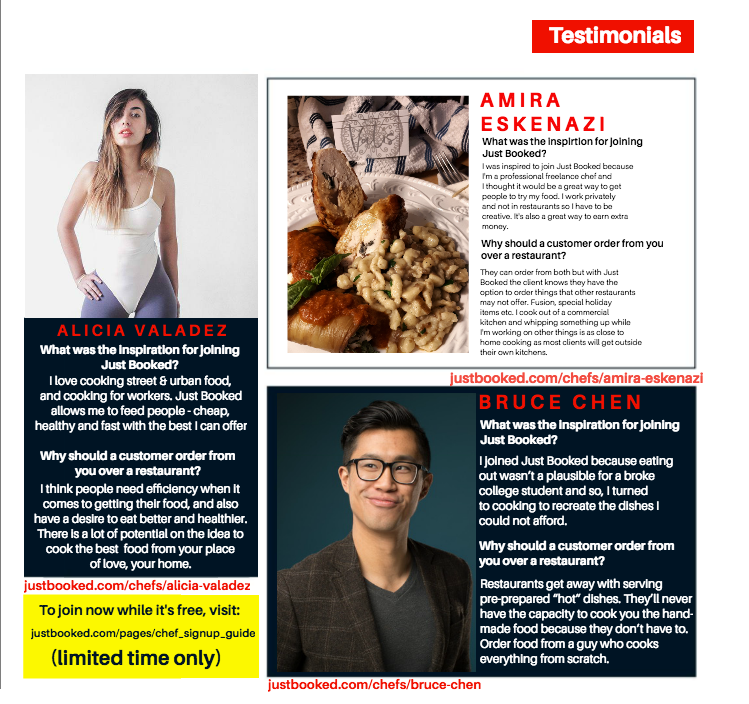 Testimonials
AMIRA
ESKENAZI
What was the inspirtion for joining
Just Booked?
I was inspired to join Just Booked because
I'm a professional freelance chef and
I thought it would be a great way to get
people to try my food. I work privately
and not in restaurants so I have to be
creative. It's also a great way to earn extra
money.
Why should a customer order from you
over a restaurant?
They can order from both but with Just
Booked the client knows they have the
option to order things that other restaurants
may not offer. Fusion, special holiday
items etc. I cook out of a commercial
kitchen and whipping something up while
I'm working on other things is as close to
home cooking as most clients will get outside
their own kitchens.
justbooked.com/chefs/amira-eskenazi
ALICIA VALADEZ
What was the inspiration for joining
Just Booked?
I love cooking street & urban food,
and cooking for workers. Just Booked
allows me to feed people - cheap,
healthy and fast with the best I can offer
Why should a customer order from
you over a restaurant?
I think people need efficiency when it
comes to getting their food, and also
have a desire to eat better and healthier.
There is a lot of potential on the idea to
cook the best food from your place
of love, your home.
justbooked.com/chefs/alicia-valadez
To join now while it's free, visit:
justbooked.com/pages/chef_signup_guide
(limited time only)
BRUCE CHEN
What was the inspiration for joining
Just Booked?
I joined Just Booked because eating
out wasn't a plausible for a broke
college student and so, I turned
to cooking to recreate the dishes I
could not afford.
Why should a customer order from
you over a restaurant?
Restaurants get away with serving
pre-prepared "hot" dishes. They'll never
have the capacity to cook you the hand-
made food because they don't have to.
Order food from a guy who cooks
everything from scratch.
justbooked.com/chefs/bruce-chen